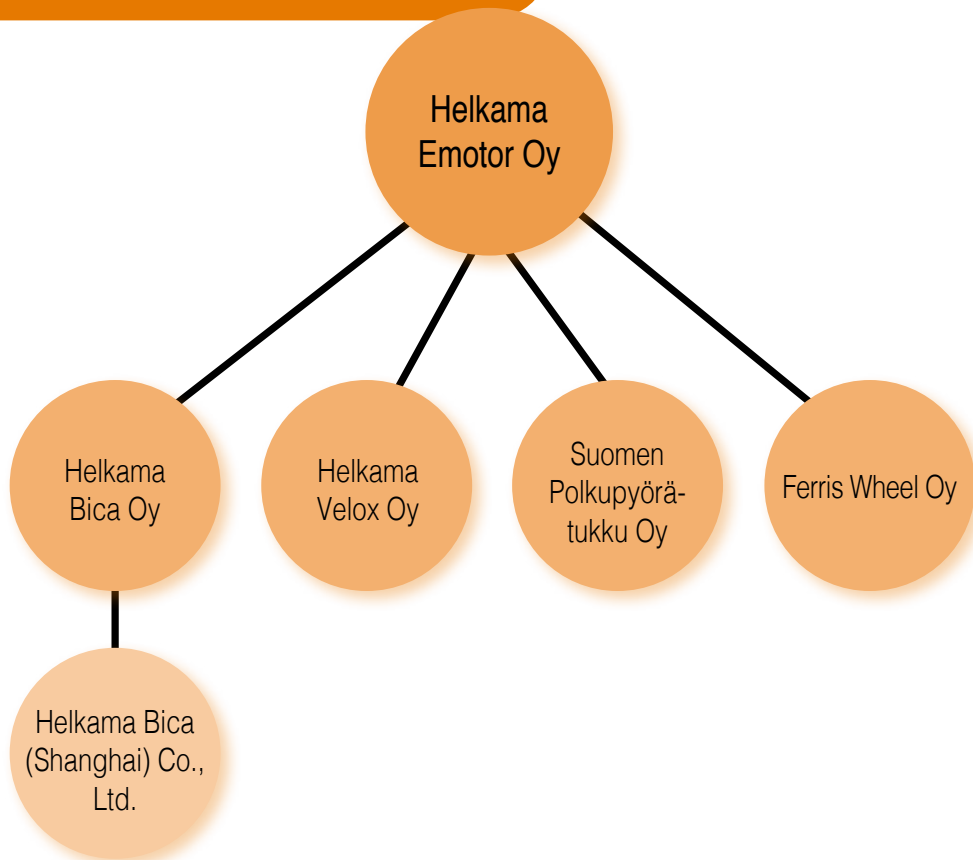 Helkama
Emotor Oy
Helkama
Bica Oy
Helkama
Velox Oy
Suomen
Polkupyörä-
tukku Oy
Ferris Wheel Oy
Helkama Bica
(Shanghai) Co.,
Ltd.